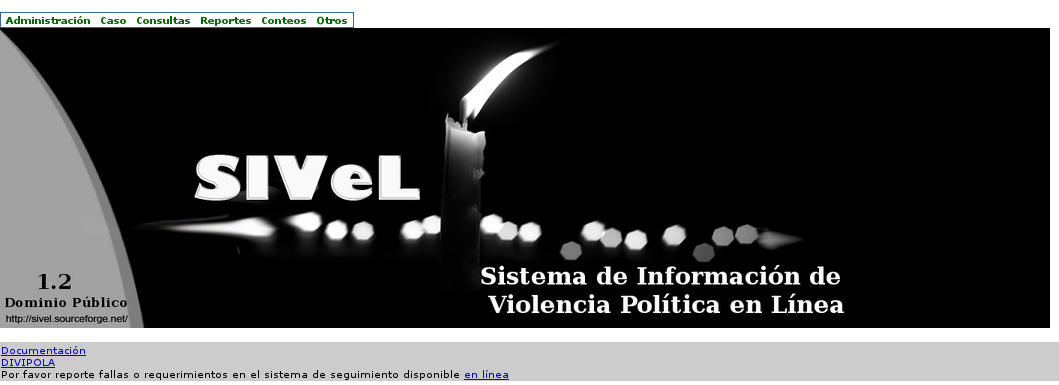 Administración Caso Consultas Reportes Conteos Otros
SIVeL
Sistema de Información de
Violencia Política en Línea
1.2
Dominio Público
http://sivel.sourceforge.net/
Documentación
DIVIPOLA
Por favor reporte fallas o requerimientos en el sistema de seguimiento disponible en línea